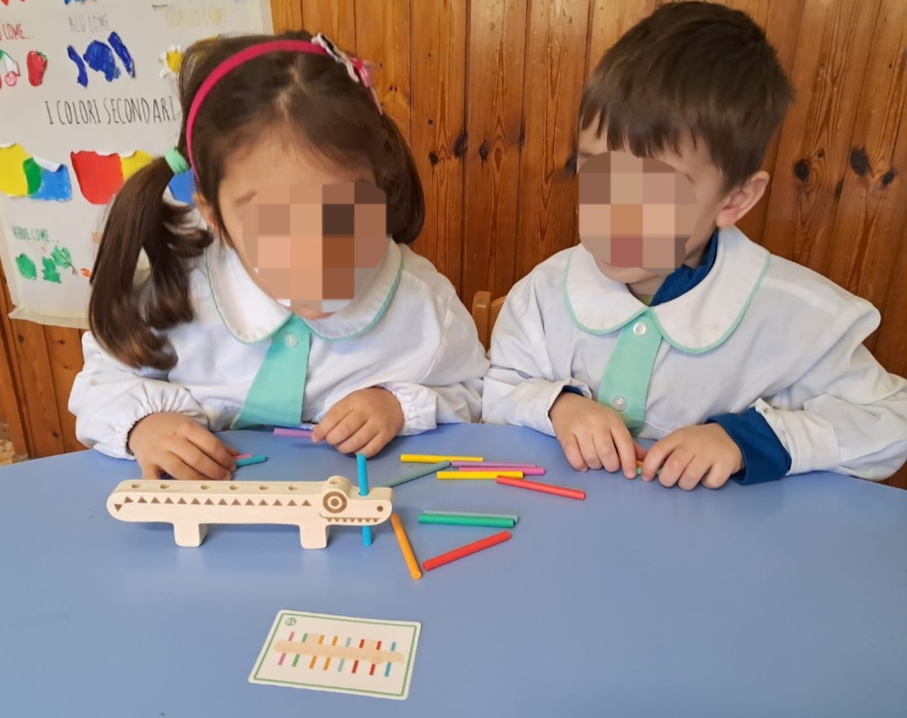 BLU COME...
GIALLO COME...
I COLORI SECONDARI
VERDE COME...